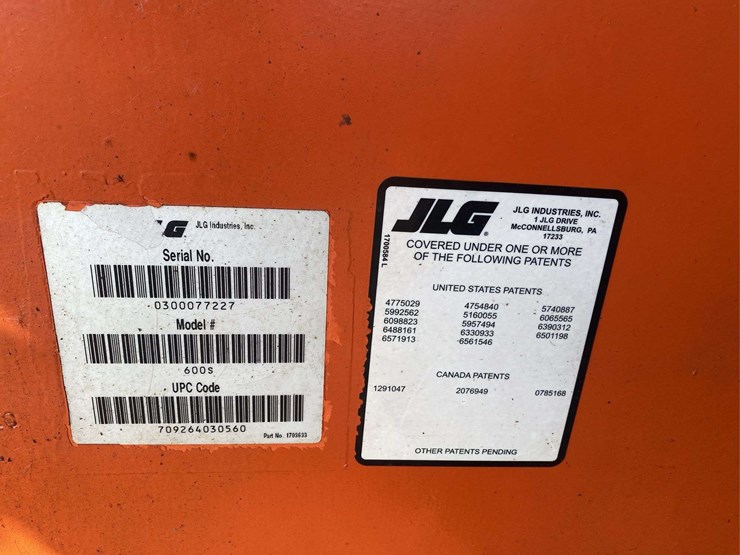 LG JLG Industries, Inc.
Serial No.
0300077227
Model #
600S
UPC Code
709264030560
Part No. 1703633
JLG
JLG INDUSTRIES, INC.
1 JLG DRIVE
McCONNELLSBURG, PA
17233
1700584 L
COVERED UNDER ONE OR MORE
OF THE FOLLOWING PATENTS
UNITED STATES PATENTS
4775029 4754840 5740887
5992562 5160055 6065565
6098823 5957494 6390312
6488161 6330933 6501198
6571913 6561546
CANADA PATENTS
1291047 2076949 0785168
OTHER PATENTS PENDING